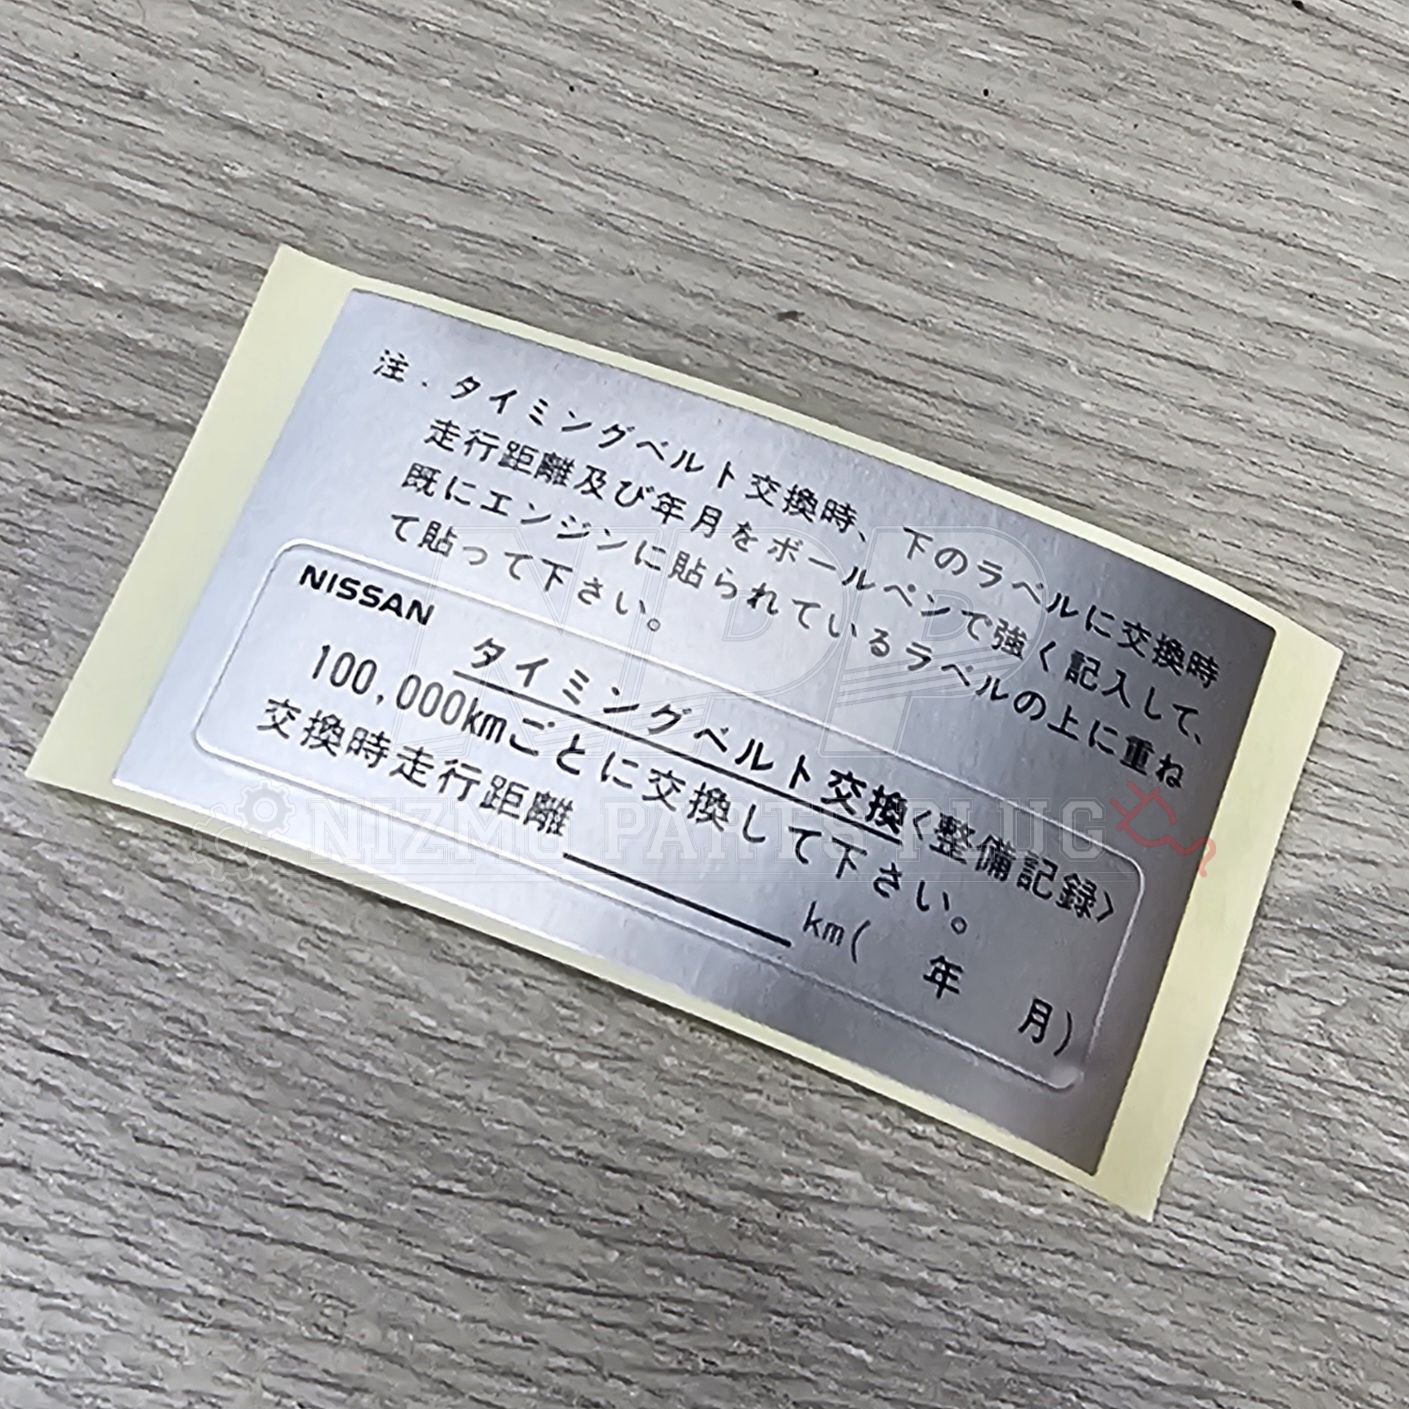 注．タイミングベルト交換時、下のラベルに交換時
走行距離及び年月をボールペンで強く記入して、
既にエンジンに貼られているラベルの上に重ね
て貼って下さい。
NISSAN
タイミングベルト交換〈整備記録〉
100,000kmごとに交換して下さい。
交換時走行距離 km( 年 月)
NPP
NIZMO PARTS PLUG